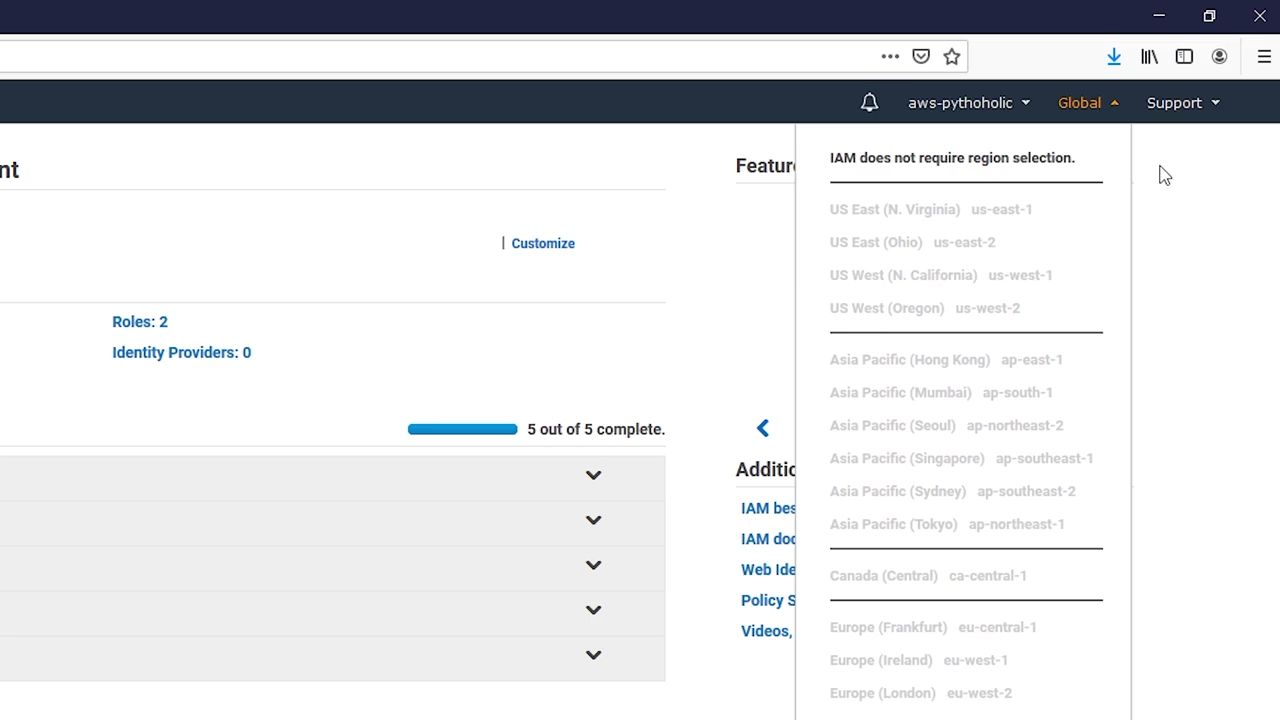 aws-pythoholic
Global
Support
nt
Featur
IAM does not require region selection.
US East (N. Virginia) us-east-1
| Customize
US East (Ohio) us-east-2
US West (N. California) us-west-1
US West (Oregon) us-west-2
Roles: 2
Identity Providers: 0
Asia Pacific (Hong Kong) ap-east-1
Asia Pacific (Mumbai) ap-south-1
Asia Pacific (Seoul) ap-northeast-2
5 out of 5 complete.
Asia Pacific (Singapore) ap-southeast-1
Additio
Asia Pacific (Sydney) ap-southeast-2
IAM bes
Asia Pacific (Tokyo) ap-northeast-1
IAM doc
Web Ide
Canada (Central) ca-central-1
Policy S
Europe (Frankfurt) eu-central-1
Videos,
Europe (Ireland) eu-west-1
Europe (London) eu-west-2